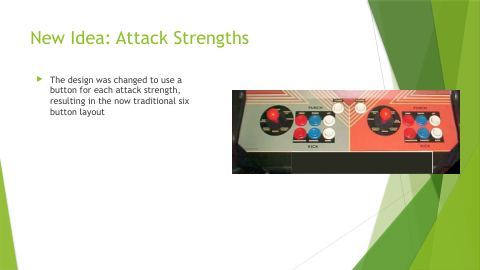 New Idea: Attack Strengths
The design was changed to use a
button for each attack strength,
resulting in the now traditional six
button layout
PUNCH
PUNCH
KICK
KICK